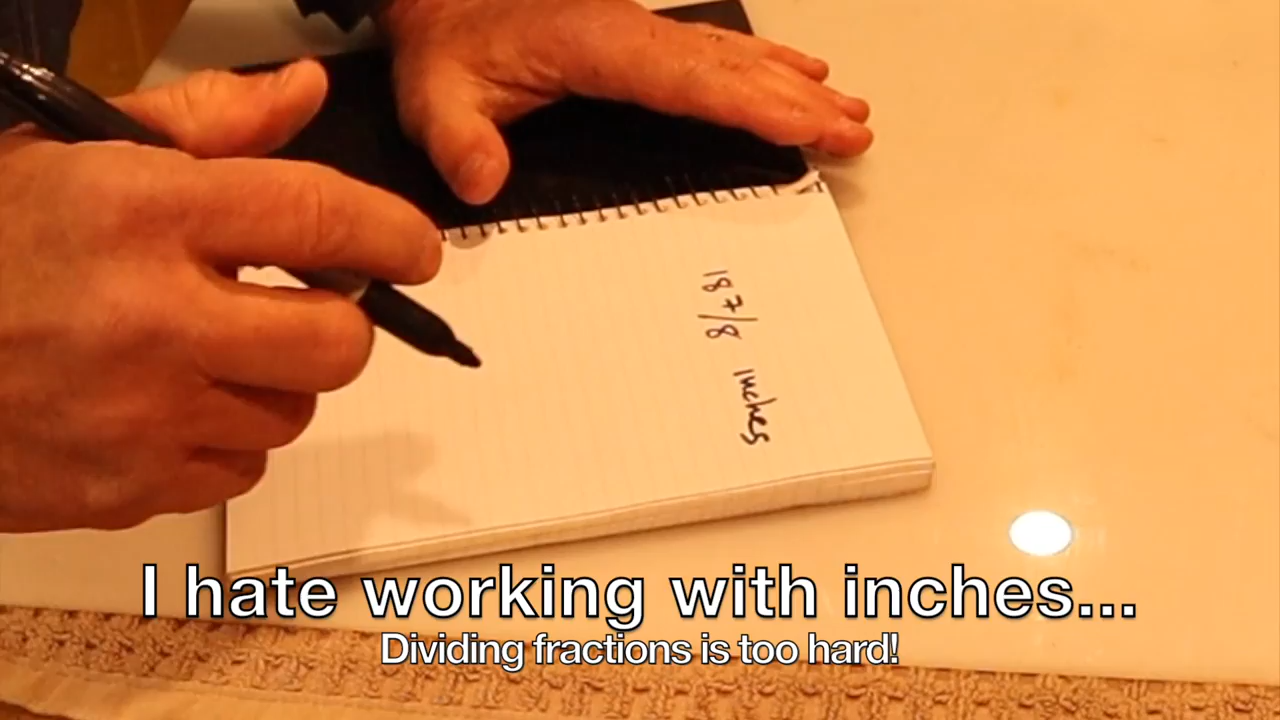 18 7/8 inches
I hate working with inches...
Dividing fractions is too hard!